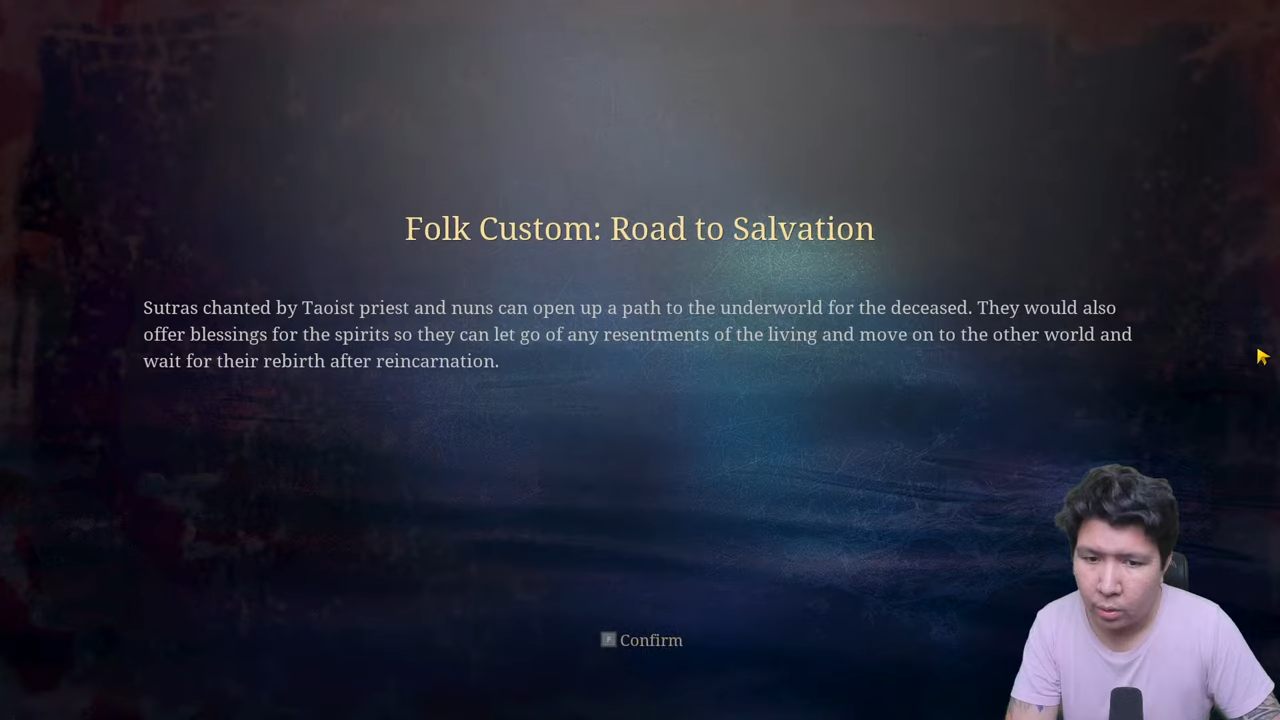 Folk Custom: Road to Salvation
Sutras chanted by Taoist priest and nuns can open up a path to the underworld for the deceased. They would also
offer blessings for the spirits so they can let go of any resentments of the living and move on to the other world and
wait for their rebirth after reincarnation.
F Confirm